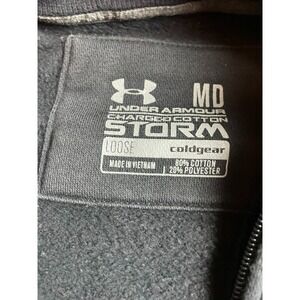 MD
UNDER ARMOUR
CHARGED COTTON
STORM
LOOSE coldgear
MADE IN VIETNAM 80% COTTON
20% POLYESTER